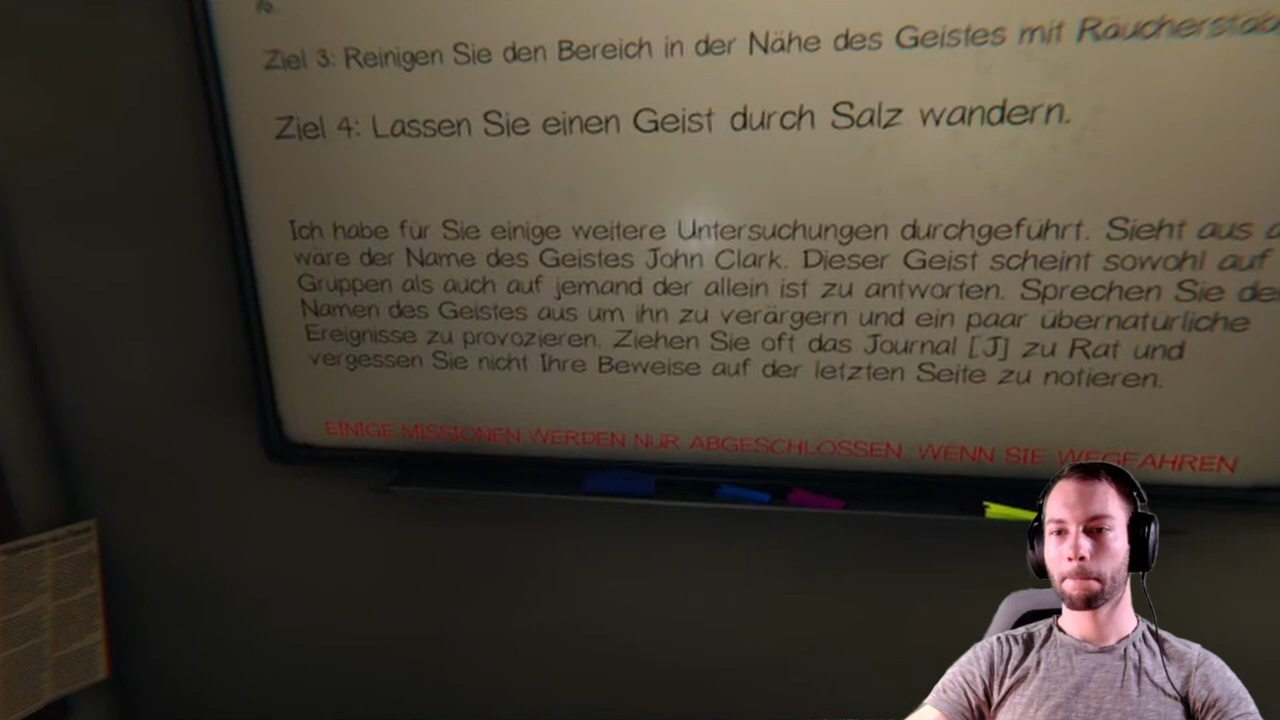 Ziel 3: Reinigen Sie den Bereich in der Nähe des Geistes mit
Ziel 4: Lassen Sie einen Geist durch Salz wandern.
Ich habe für Sie einige weitere Untersuchungen durchgeführt. Sieht aus
wäre der Name des Geistes John Clark. Dieser Geist scheint sowohl auf
Gruppen als auch auf jemand der allein ist zu antworten. Sprechen Sie
Namen des Geistes aus um ihn zu verärgern und ein paar übernatürliche
Ereignisse zu provozieren. Ziehen Sie oft das Journal [J] zu Rat und
vergessen Sie nicht Ihre Beweise auf der letzten Seite zu notieren.
EINIGE MISSIONEN WERDEN NUR ABGESCHLOSSEN, WENN SIE WEGFAHREN